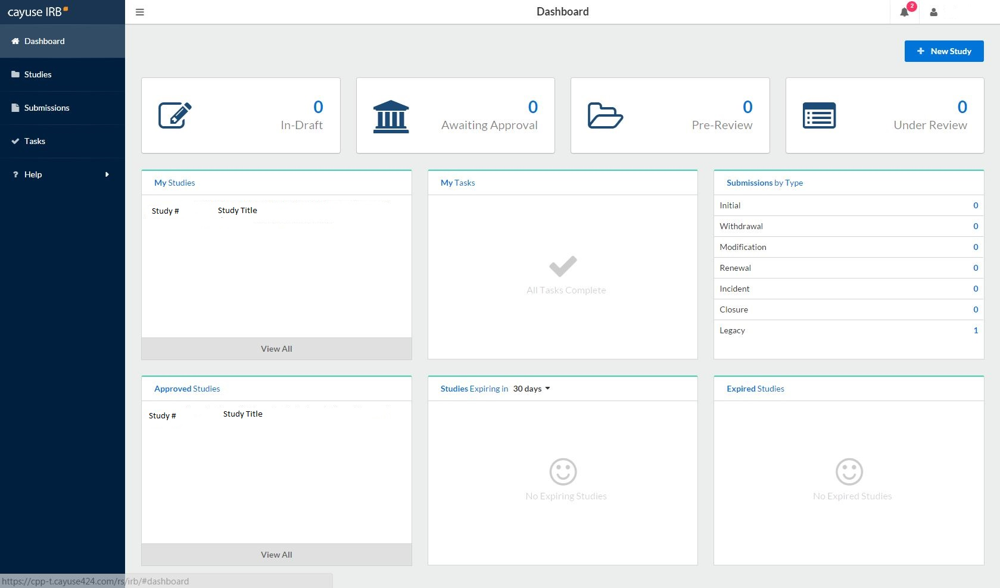 cayuse IRB
Dashboard
2
Dashboard
Studies
Submissions
Tasks
? Help
+ New Study
0
In-Draft
0
Awaiting Approval
0
Pre-Review
0
Under Review
My Studies
Study # Study Title
View All
My Tasks
All Tasks Complete
Submissions by Type
Initial 0
Withdrawal 0
Modification 0
Renewal 0
Incident 0
Closure 0
Legacy 1
Approved Studies
Study # Study Title
View All
Studies Expiring in 30 days
No Expiring Studies
Expired Studies
No Expired Studies
https://cpp-t.cayuse424.com/rs/irb/#dashboard